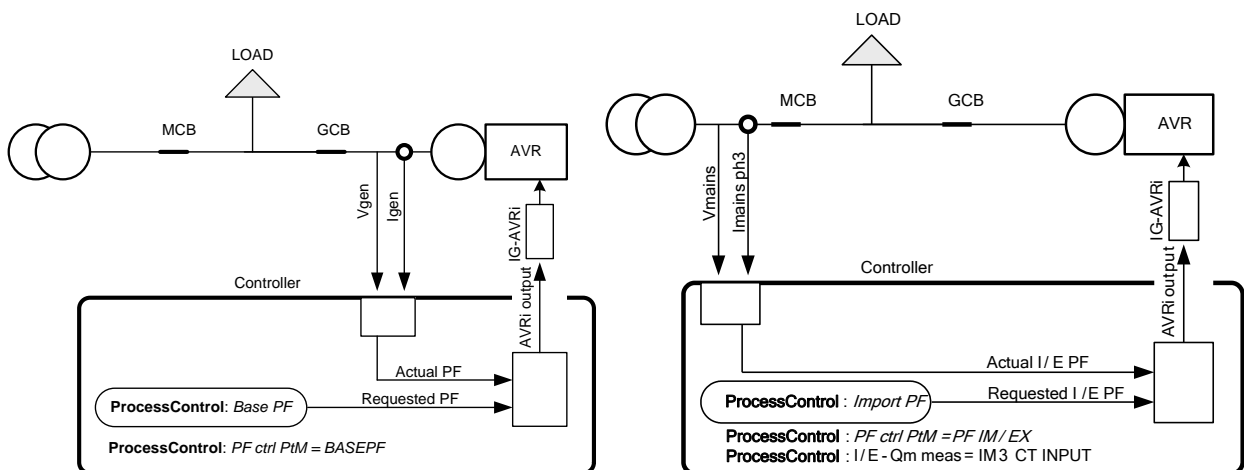 LOAD
MCB
GCB
AVR
Vgen
Igen
IG-AVRi
AVRi output
Controller
Actual PF
ProcessControl: Base PF
Requested PF
ProcessControl: PF ctrl PtM = BASEPF
LOAD
MCB
GCB
AVR
Vmains
Imains ph3
IG-AVRi
AVRi output
Controller
Actual I / E PF
ProcessControl : Import PF
Requested I / E PF
ProcessControl : PF ctrl PtM = PF IM / EX
ProcessControl : I / E - Qm meas = IM3 CT INPUT